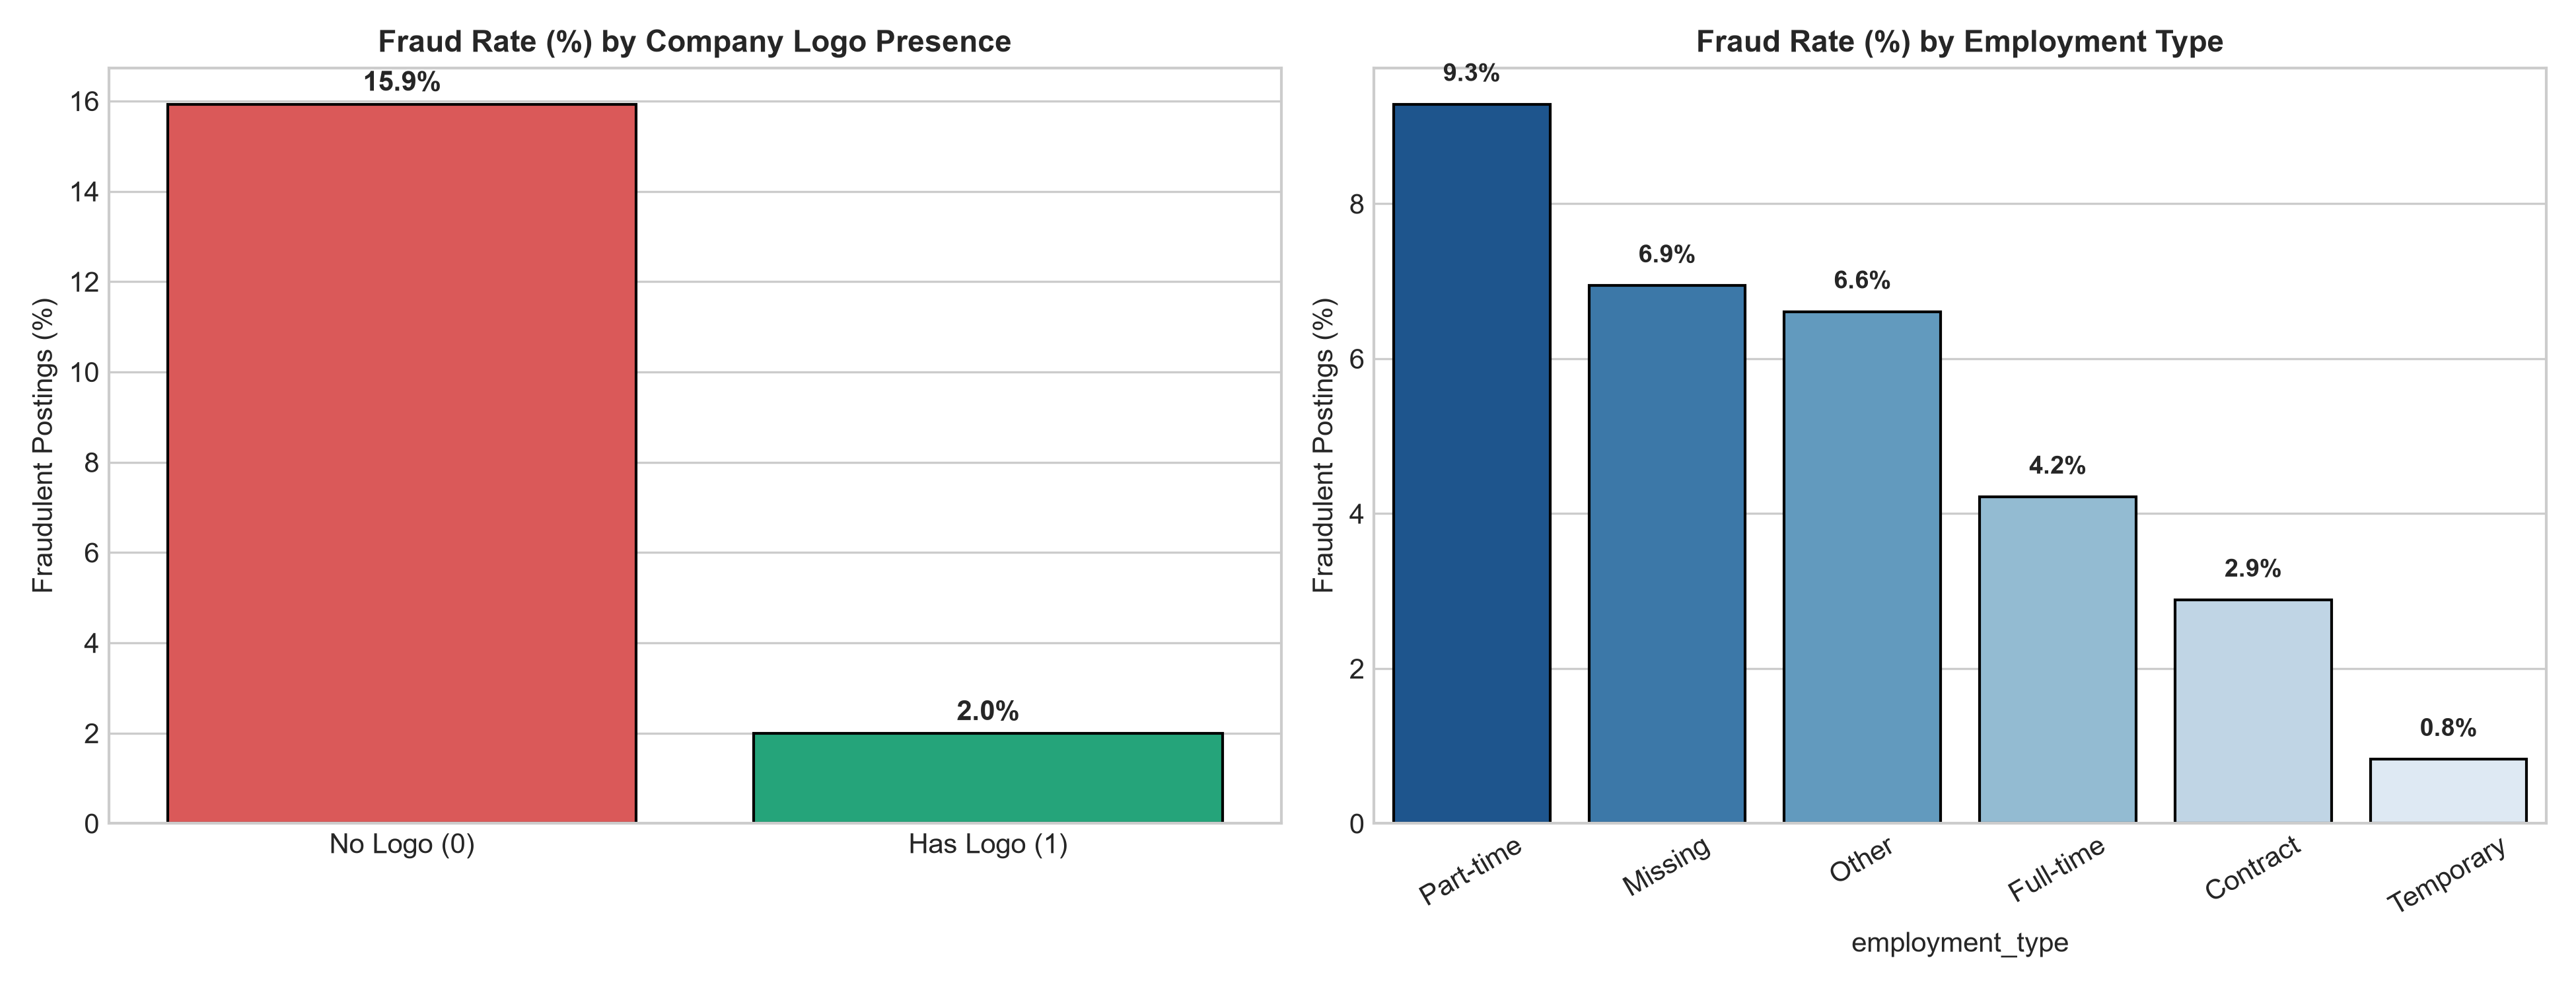 Fraud Rate (%) by Company Logo Presence
Fraudulent Postings (%)
16
14
12
10
8
6
4
2
0
15.9%
2.0%
No Logo (0)
Has Logo (1)
Fraud Rate (%) by Employment Type
Fraudulent Postings (%)
8
6
4
2
0
9.3%
6.9%
6.6%
4.2%
2.9%
0.8%
Part-time
Missing
Other
Full-time
Contract
Temporary
employment_type